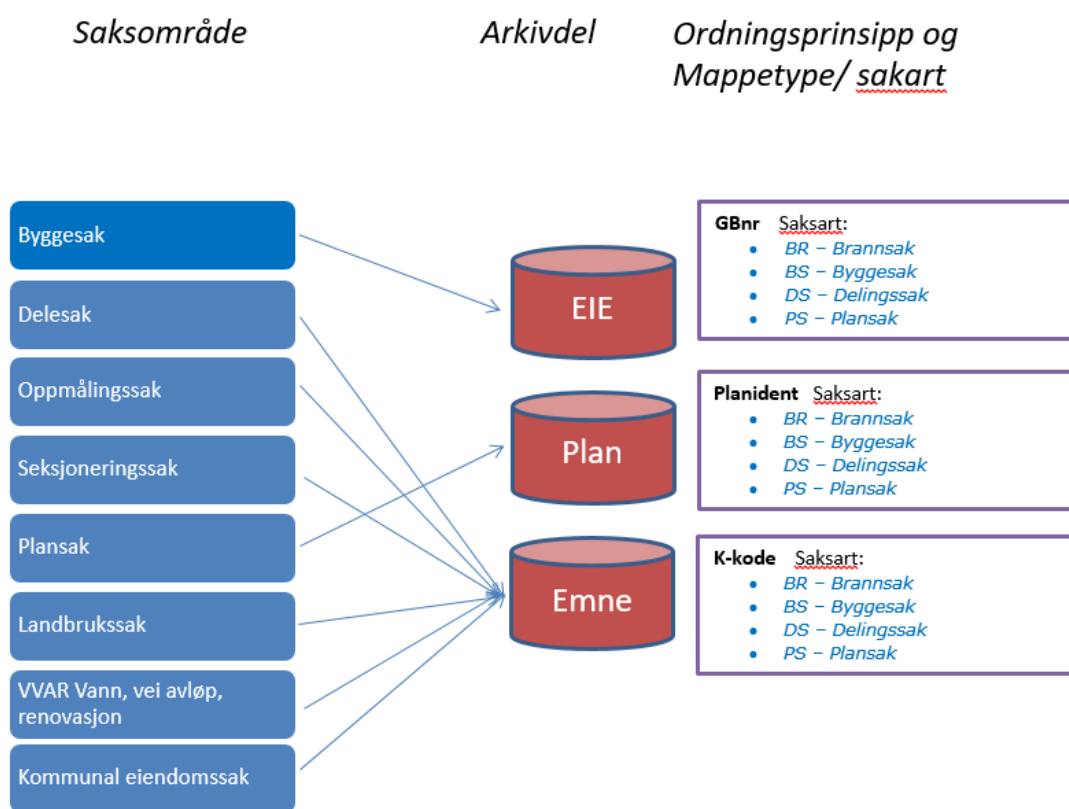 Saksområde
Arkivdel
Ordningsprinsipp og
Mappetype/ sakart
Byggesak
Delesak
Oppmålingssak
Seksjoneringssak
Plansak
Landbrukssak
VVAR Vann, vei avløp,
renovasjon
Kommunal eiendomssak
EIE
Plan
Emne
GBnr Saksart:
• BR – Brannsak
• BS – Byggesak
• DS – Delingssak
• PS – Plansak
Planident Saksart:
• BR – Brannsak
• BS – Byggesak
• DS – Delingssak
• PS – Plansak
K-kode Saksart:
• BR – Brannsak
• BS – Byggesak
• DS – Delingssak
• PS – Plansak